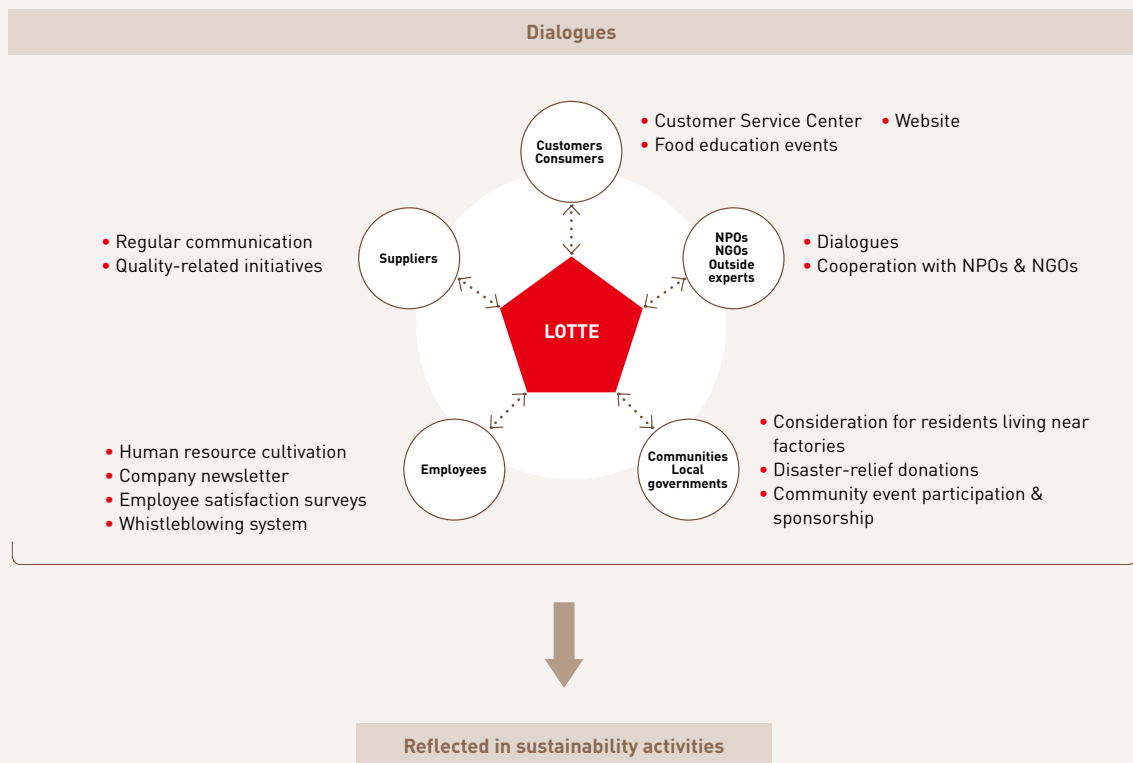 Dialogues
Customers
Consumers
• Customer Service Center • Website
• Food education events
Suppliers
• Regular communication
• Quality-related initiatives
NPOs
NGOs
Outside
experts
• Dialogues
• Cooperation with NPOs & NGOs
LOTTE
Employees
• Human resource cultivation
• Company newsletter
• Employee satisfaction surveys
• Whistleblowing system
Communities
Local
governments
• Consideration for residents living near
factories
• Disaster-relief donations
• Community event participation &
sponsorship
Reflected in sustainability activities